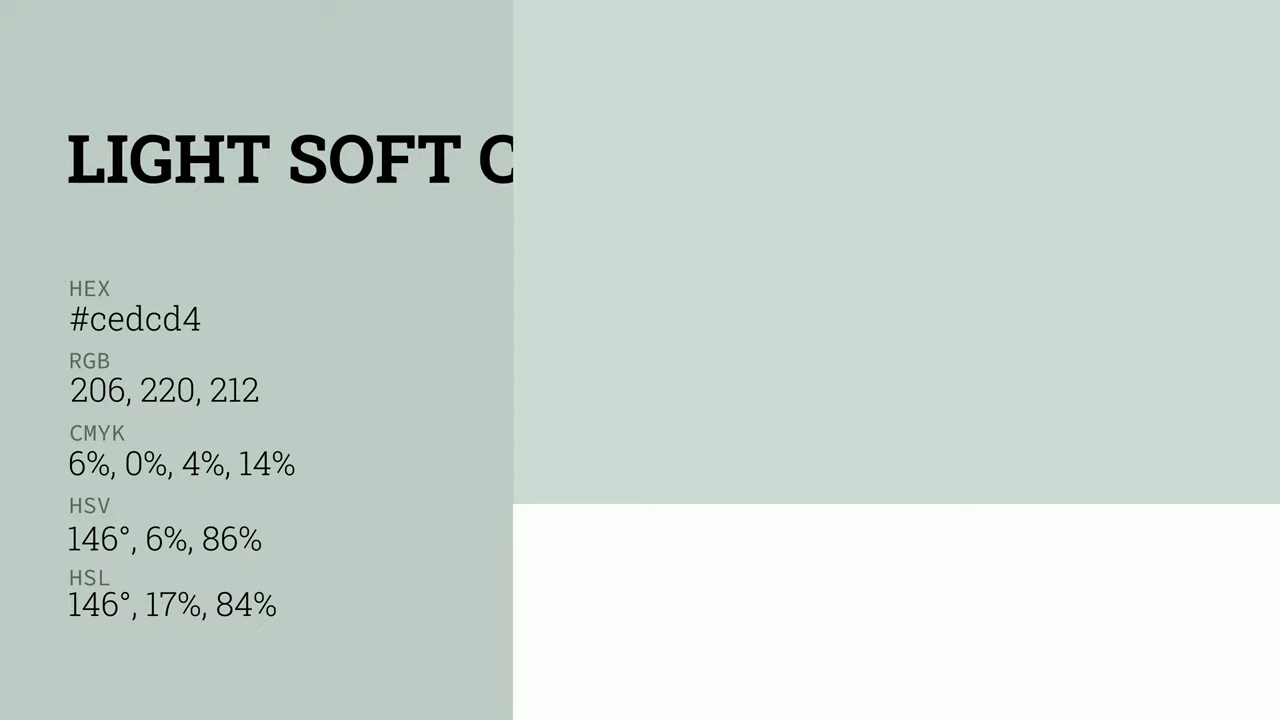 LIGHT SOFT C
HEX
#cedcd4
RGB
206, 220, 212
CMYK
6%, 0%, 4%, 14%
HSV
146°, 6%, 86%
HSL
146°, 17%, 84%